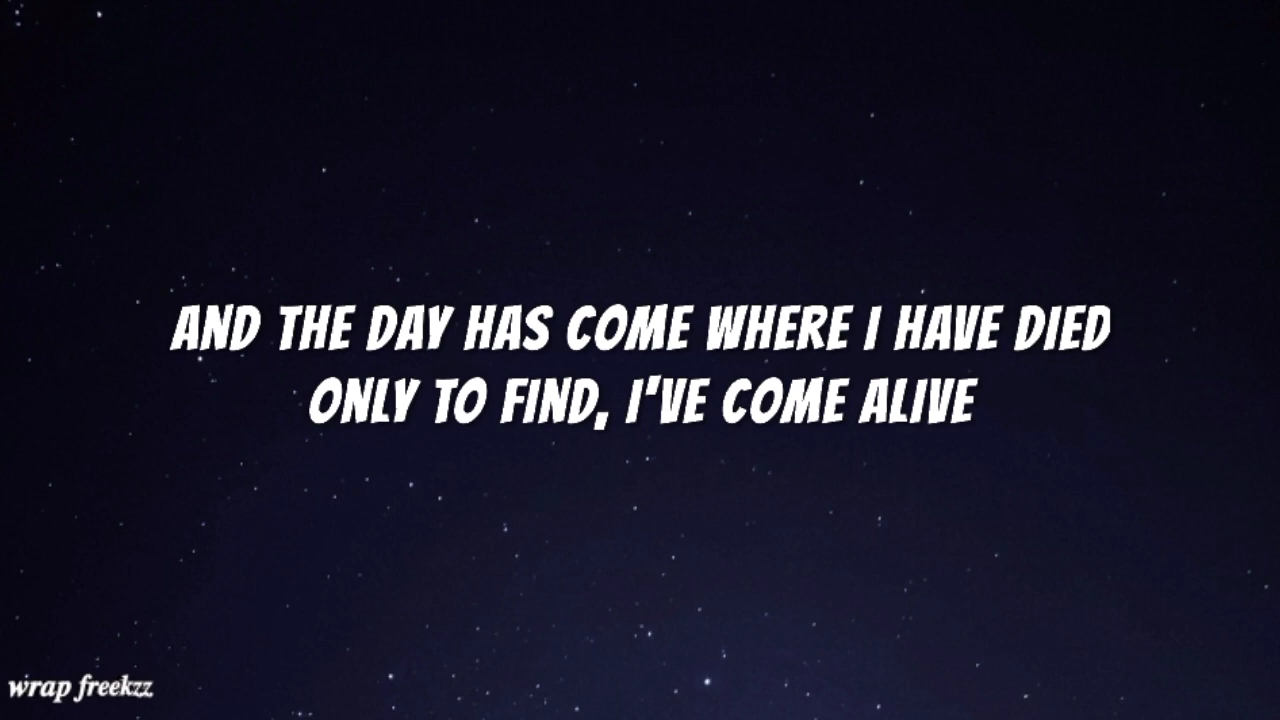 AND THE DAY HAS COME WHERE I HAVE DIED
ONLY TO FIND, I'VE COME ALIVE
wrap freekzz